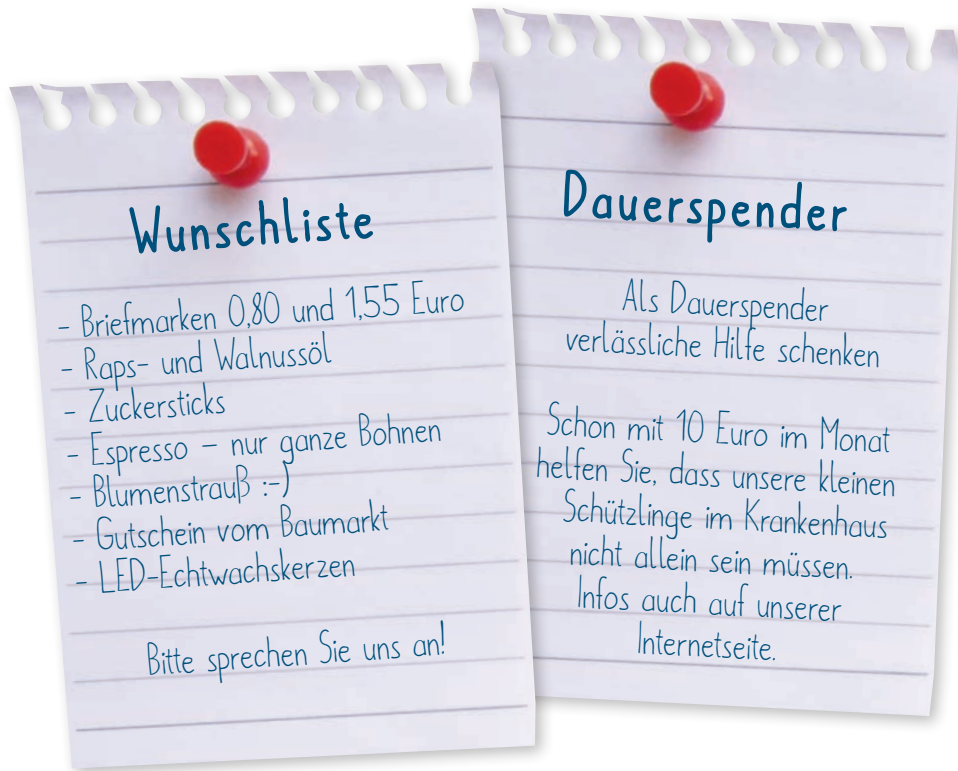 Wunschliste
- Briefmarken 0,80 und 1,55 Euro
- Raps- und Walnussöl
- Zuckersticks
- Espresso – nur ganze Bohnen
- Blumenstrauß :-)
- Gutschein vom Baumarkt
- LED-Echtwachskerzen
Bitte sprechen Sie uns an!
Dauerspender
Als Dauerspender
verlässliche Hilfe schenken
Schon mit 10 Euro im Monat
helfen Sie, dass unsere kleinen
Schützlinge im Krankenhaus
nicht allein sein müssen.
Infos auch auf unserer
Internetseite.